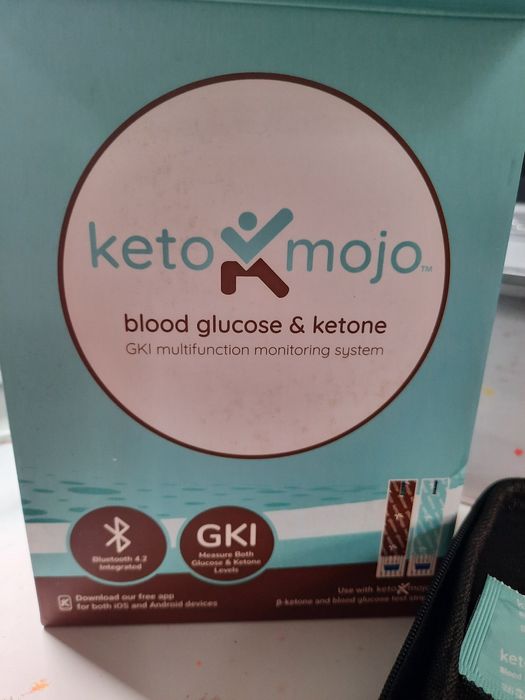 keto mojo™
blood glucose & ketone
GKI multifunction monitoring system
Bluetooth 4.2
Integrated
GKI
Measure Both
Glucose & Ketone
Levels
Download our free app
for both iOS and Android devices
Use with keto mojo
β-ketone and blood glucose test strips
ket